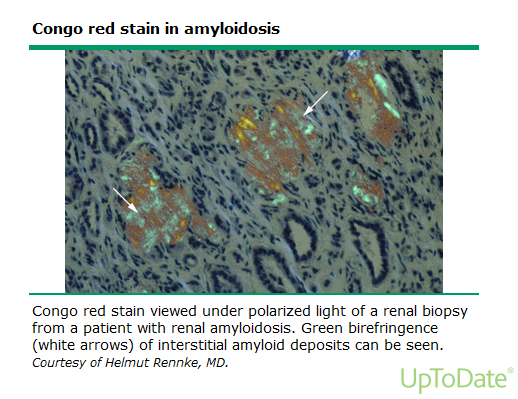 Congo red stain in amyloidosis
Congo red stain viewed under polarized light of a renal biopsy
from a patient with renal amyloidosis. Green birefringence
(white arrows) of interstitial amyloid deposits can be seen.
Courtesy of Helmut Rennke, MD.
UpToDate®